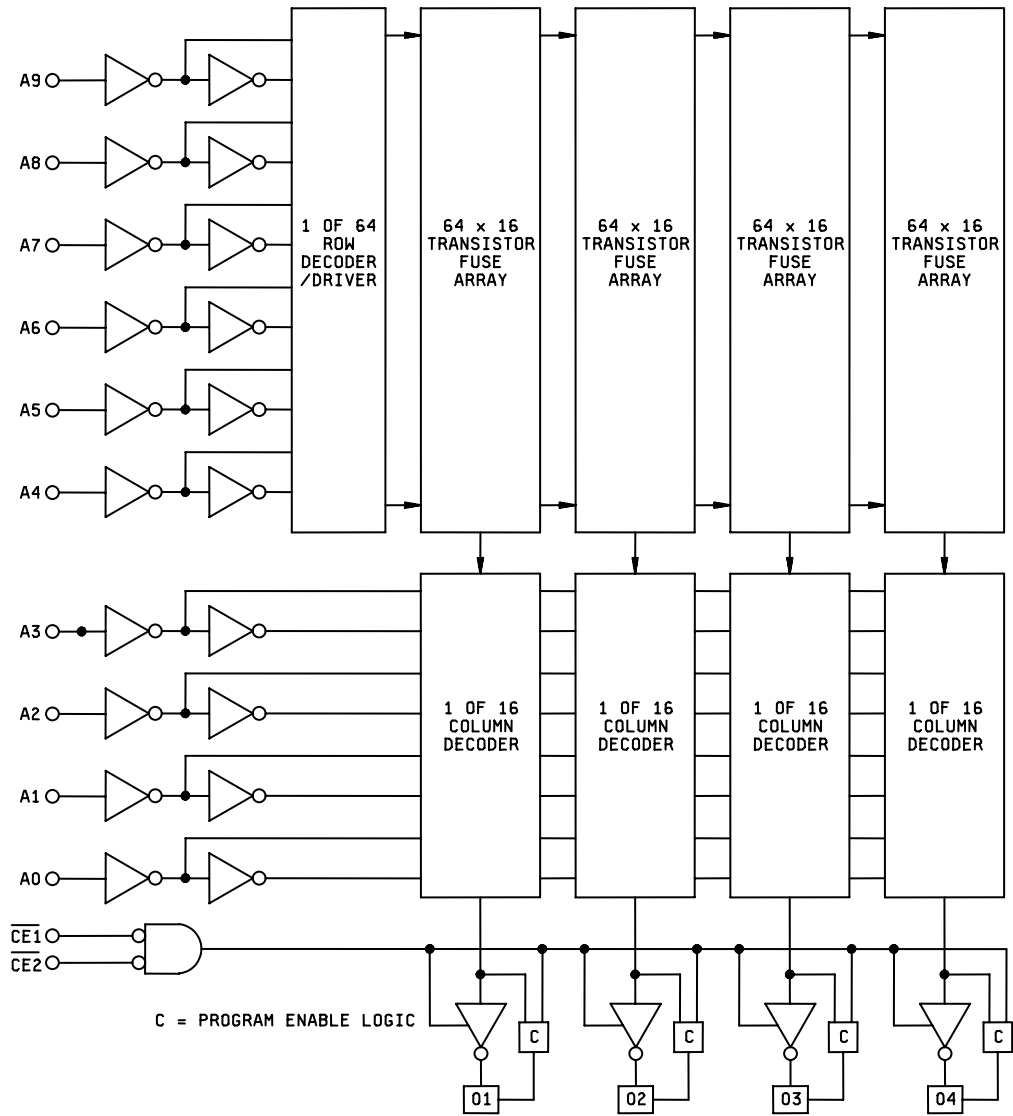 A9
A8
A7
A6
A5
A4
1 OF 64
ROW
DECODER
/DRIVER
64 x 16
TRANSISTOR
FUSE
ARRAY
64 x 16
TRANSISTOR
FUSE
ARRAY
64 x 16
TRANSISTOR
FUSE
ARRAY
64 x 16
TRANSISTOR
FUSE
ARRAY
A3
A2
A1
A0
1 OF 16
COLUMN
DECODER
1 OF 16
COLUMN
DECODER
1 OF 16
COLUMN
DECODER
1 OF 16
COLUMN
DECODER
CE1
CE2
C = PROGRAM ENABLE LOGIC
C
C
C
C
O1
O2
O3
O4